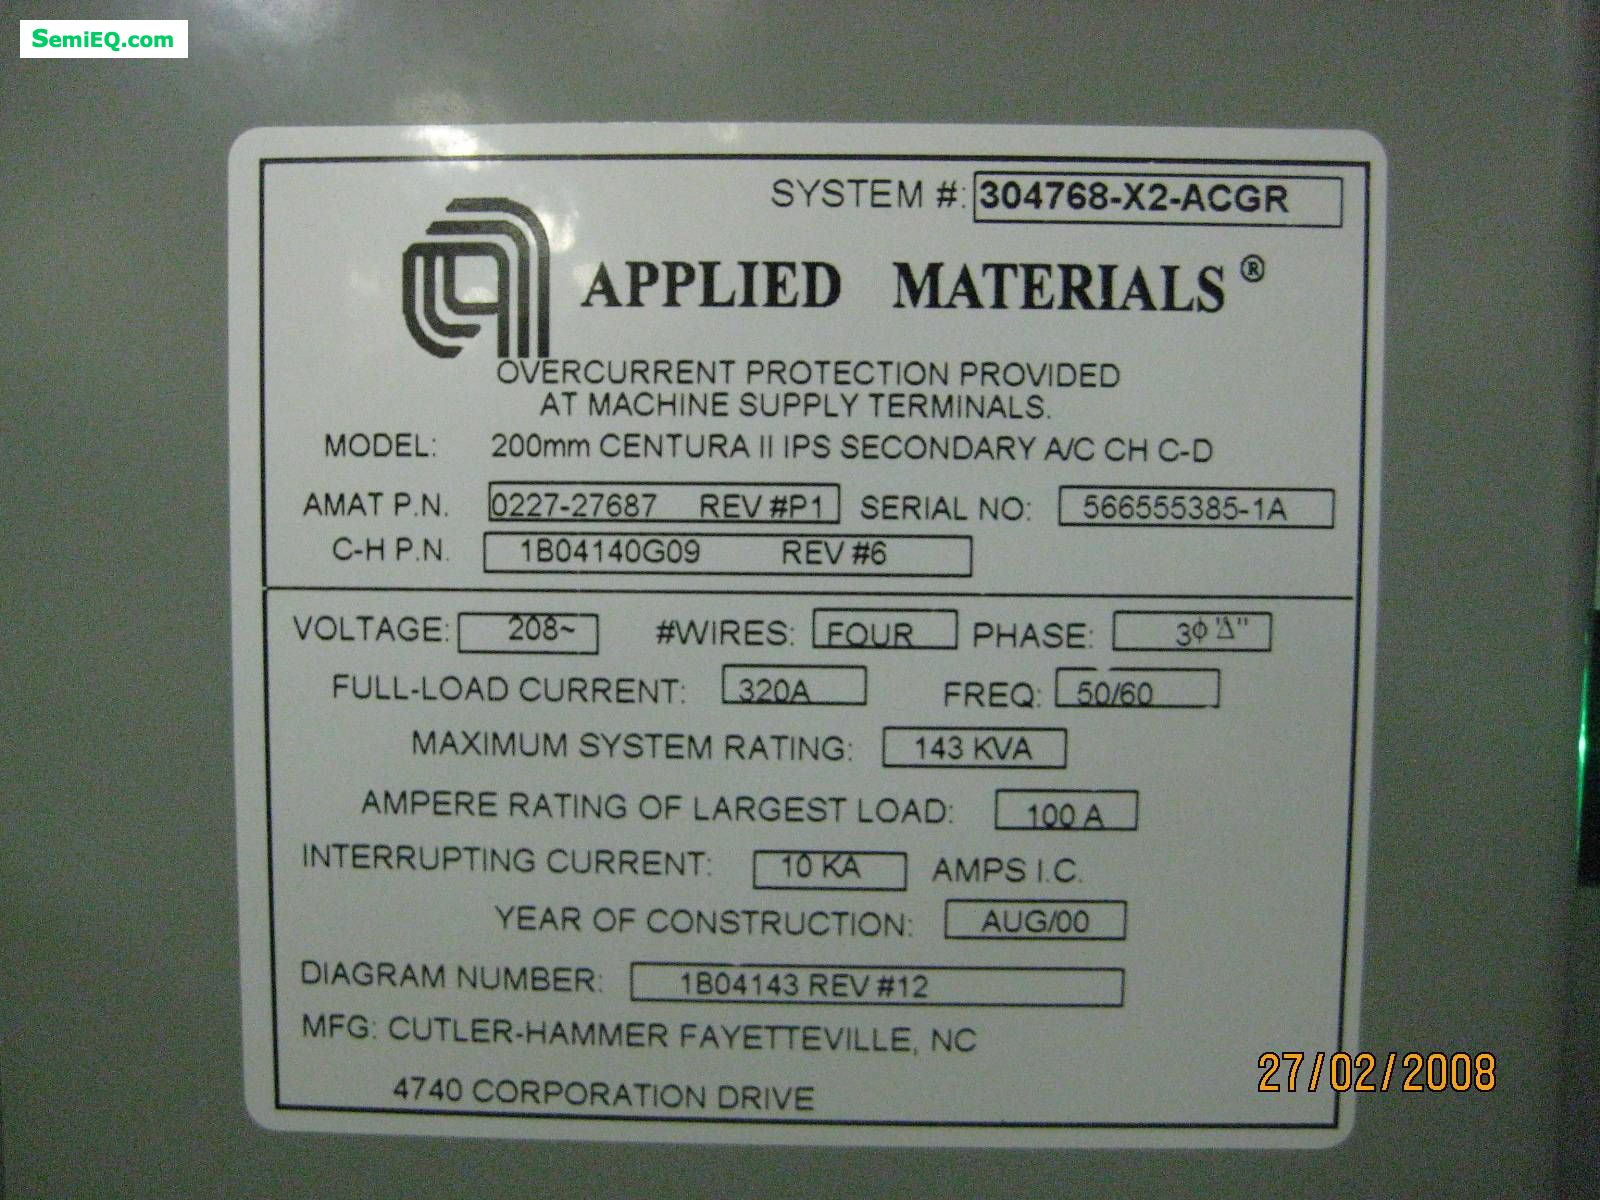 SemiEQ.com
SYSTEM #: 304768-X2-ACGR
APPLIED MATERIALS®
OVERCURRENT PROTECTION PROVIDED
AT MACHINE SUPPLY TERMINALS.
MODEL: 200mm CENTURA II IPS SECONDARY A/C CH C-D
AMAT P.N. 0227-27687 REV #P1 SERIAL NO: 566555385-1A
C-H P.N. 1B04140G09 REV #6
VOLTAGE: 208~ #WIRES: FOUR PHASE: 3ϕ "Δ"
FULL-LOAD CURRENT: 320A FREQ: 50/60
MAXIMUM SYSTEM RATING: 143 KVA
AMPERE RATING OF LARGEST LOAD: 100 A
INTERRUPTING CURRENT: 10 KA AMPS I.C.
YEAR OF CONSTRUCTION: AUG/00
DIAGRAM NUMBER: 1B04143 REV #12
MFG: CUTLER-HAMMER FAYETTEVILLE, NC
4740 CORPORATION DRIVE
27/02/2008